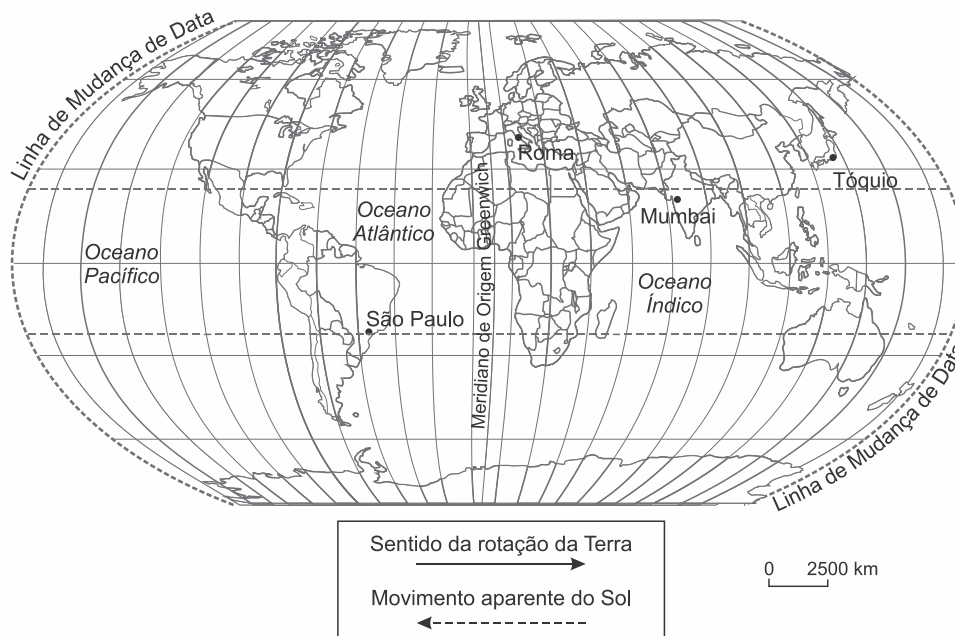 Linha de Mudança de Data
Roma
Tóquio
Oceano
Atlântico
Mumbai
Oceano
Pacífico
Meridiano de Origem Greenwich
Oceano
Índico
São Paulo
Linha de Mudança de Data
Sentido da rotação da Terra
Movimento aparente do Sol
0 2500 km